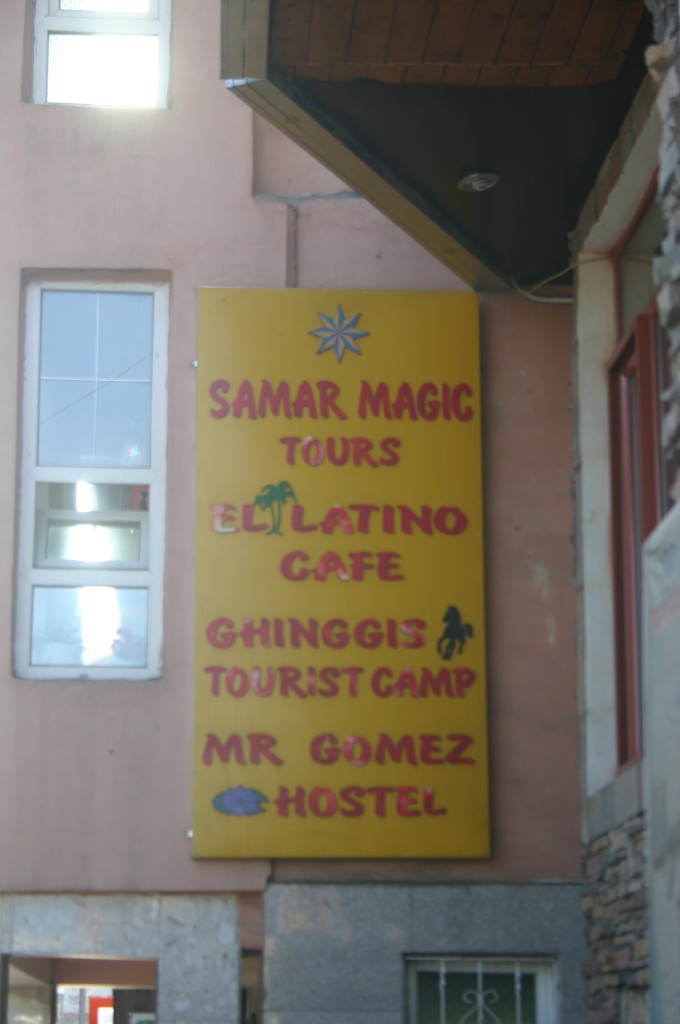 SAMAR MAGIC
TOURS
EL LATINO
CAFE
GHINGGIS
TOURIST CAMP
MR GOMEZ
HOSTEL